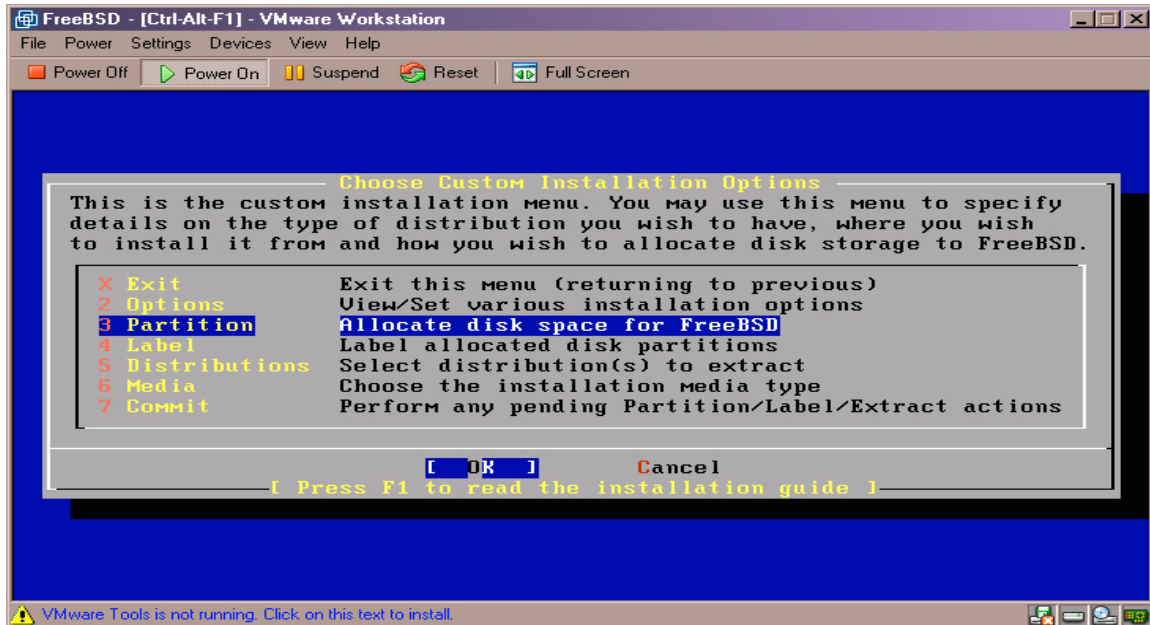 FreeBSD - [Ctrl-Alt-F1] - VMware Workstation
File Power Settings Devices View Help
Power Off Power On Suspend Reset Full Screen
Choose Custom Installation Options
This is the custom installation menu. You may use this menu to specify
details on the type of distribution you wish to have, where you wish
to install it from and how you wish to allocate disk storage to FreeBSD.
X Exit Exit this menu (returning to previous)
2 Options View/Set various installation options
3 Partition Allocate disk space for FreeBSD
4 Label Label allocated disk partitions
5 Distributions Select distribution(s) to extract
6 Media Choose the installation media type
7 Commit Perform any pending Partition/Label/Extract actions
[ OK ] Cancel
[ Press F1 to read the installation guide ]
VMware Tools is not running. Click on this text to install.